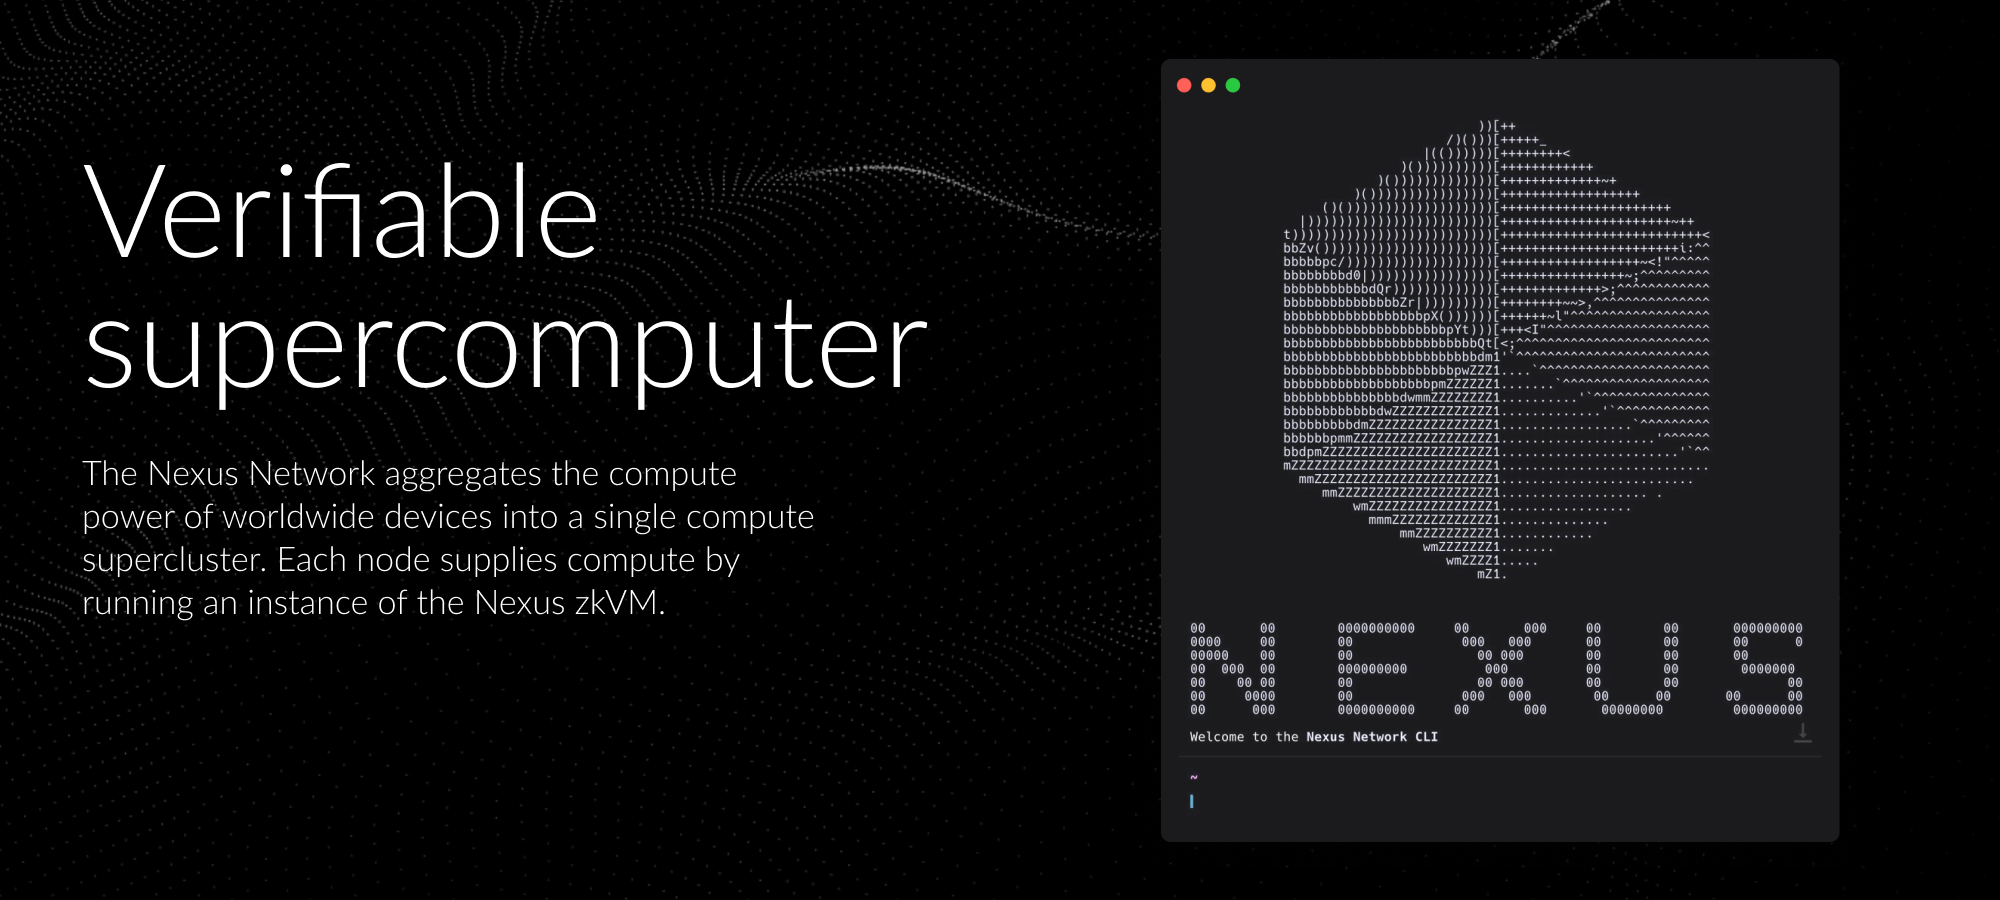 Verifiable
supercomputer
The Nexus Network aggregates the compute
power of worldwide devices into a single compute
supercluster. Each node supplies compute by
running an instance of the Nexus zkVM.
NEXUS
Welcome to the Nexus Network CLI
~